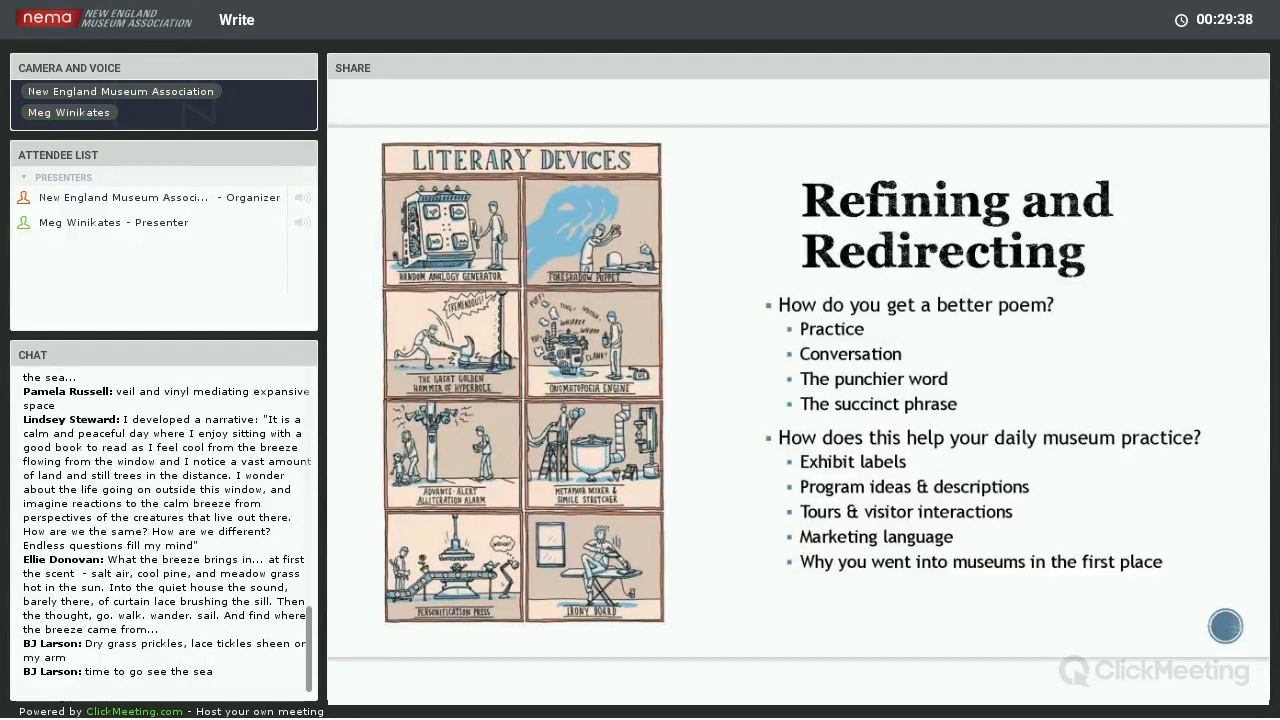 nema NEW ENGLAND
MUSEUM ASSOCIATION
Write
00:29:38
CAMERA AND VOICE
New England Museum Association
Meg Winikates
ATTENDEE LIST
PRESENTERS
New England Museum Associ... - Organizer
Meg Winikates - Presenter
CHAT
the sea...
Pamela Russell: veil and vinyl mediating expansive
space
Lindsey Steward: I developed a narrative: "It is a
calm and peaceful day where I enjoy sitting with a
good book to read as I feel cool from the breeze
flowing from the window and I notice a vast amount
of land and still trees in the distance. I wonder
about the life going on outside this window, and
imagine reactions to the calm breeze from
perspectives of the creatures that live out there.
How are we the same? How are we different?
Endless questions fill my mind"
Ellie Donovan: What the breeze brings in... at first
the scent - salt air, cool pine, and meadow grass
hot in the sun. Into the quiet house the sound,
barely there, of curtain lace brushing the sill. Then
the thought, go. walk. wander. sail. And find where
the breeze came from...
BJ Larson: Dry grass prickles, lace tickles sheen on
my arm
BJ Larson: time to go see the sea
Powered by ClickMeeting.com - Host your own meeting
SHARE
LITERARY DEVICES
RANDOM ANALOGY GENERATOR
FORESHADOW PUPPET
TREMENDOUS!
THE GREAT GOLDEN
HAMMER OF HYPERBOLE
CLANK!
ONOMATOPOEIA ENGINE
ADVANCE-ALERT
ALLITERATION ALARM
METAPHOR MIXER &
SIMILE STRETCHER
PERSONIFICATION PRESS
IRONY BOARD
Refining and
Redirecting
How do you get a better poem?
Practice
Conversation
The punchier word
The succinct phrase
How does this help your daily museum practice?
Exhibit labels
Program ideas & descriptions
Tours & visitor interactions
Marketing language
Why you went into museums in the first place
ClickMeeting